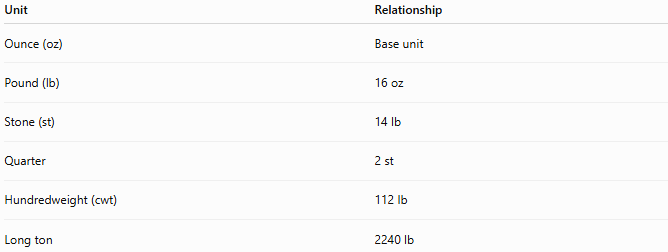 Unit Relationship
Ounce (oz) Base unit
Pound (lb) 16 oz
Stone (st) 14 lb
Quarter 2 st
Hundredweight (cwt) 112 lb
Long ton 2240 lb